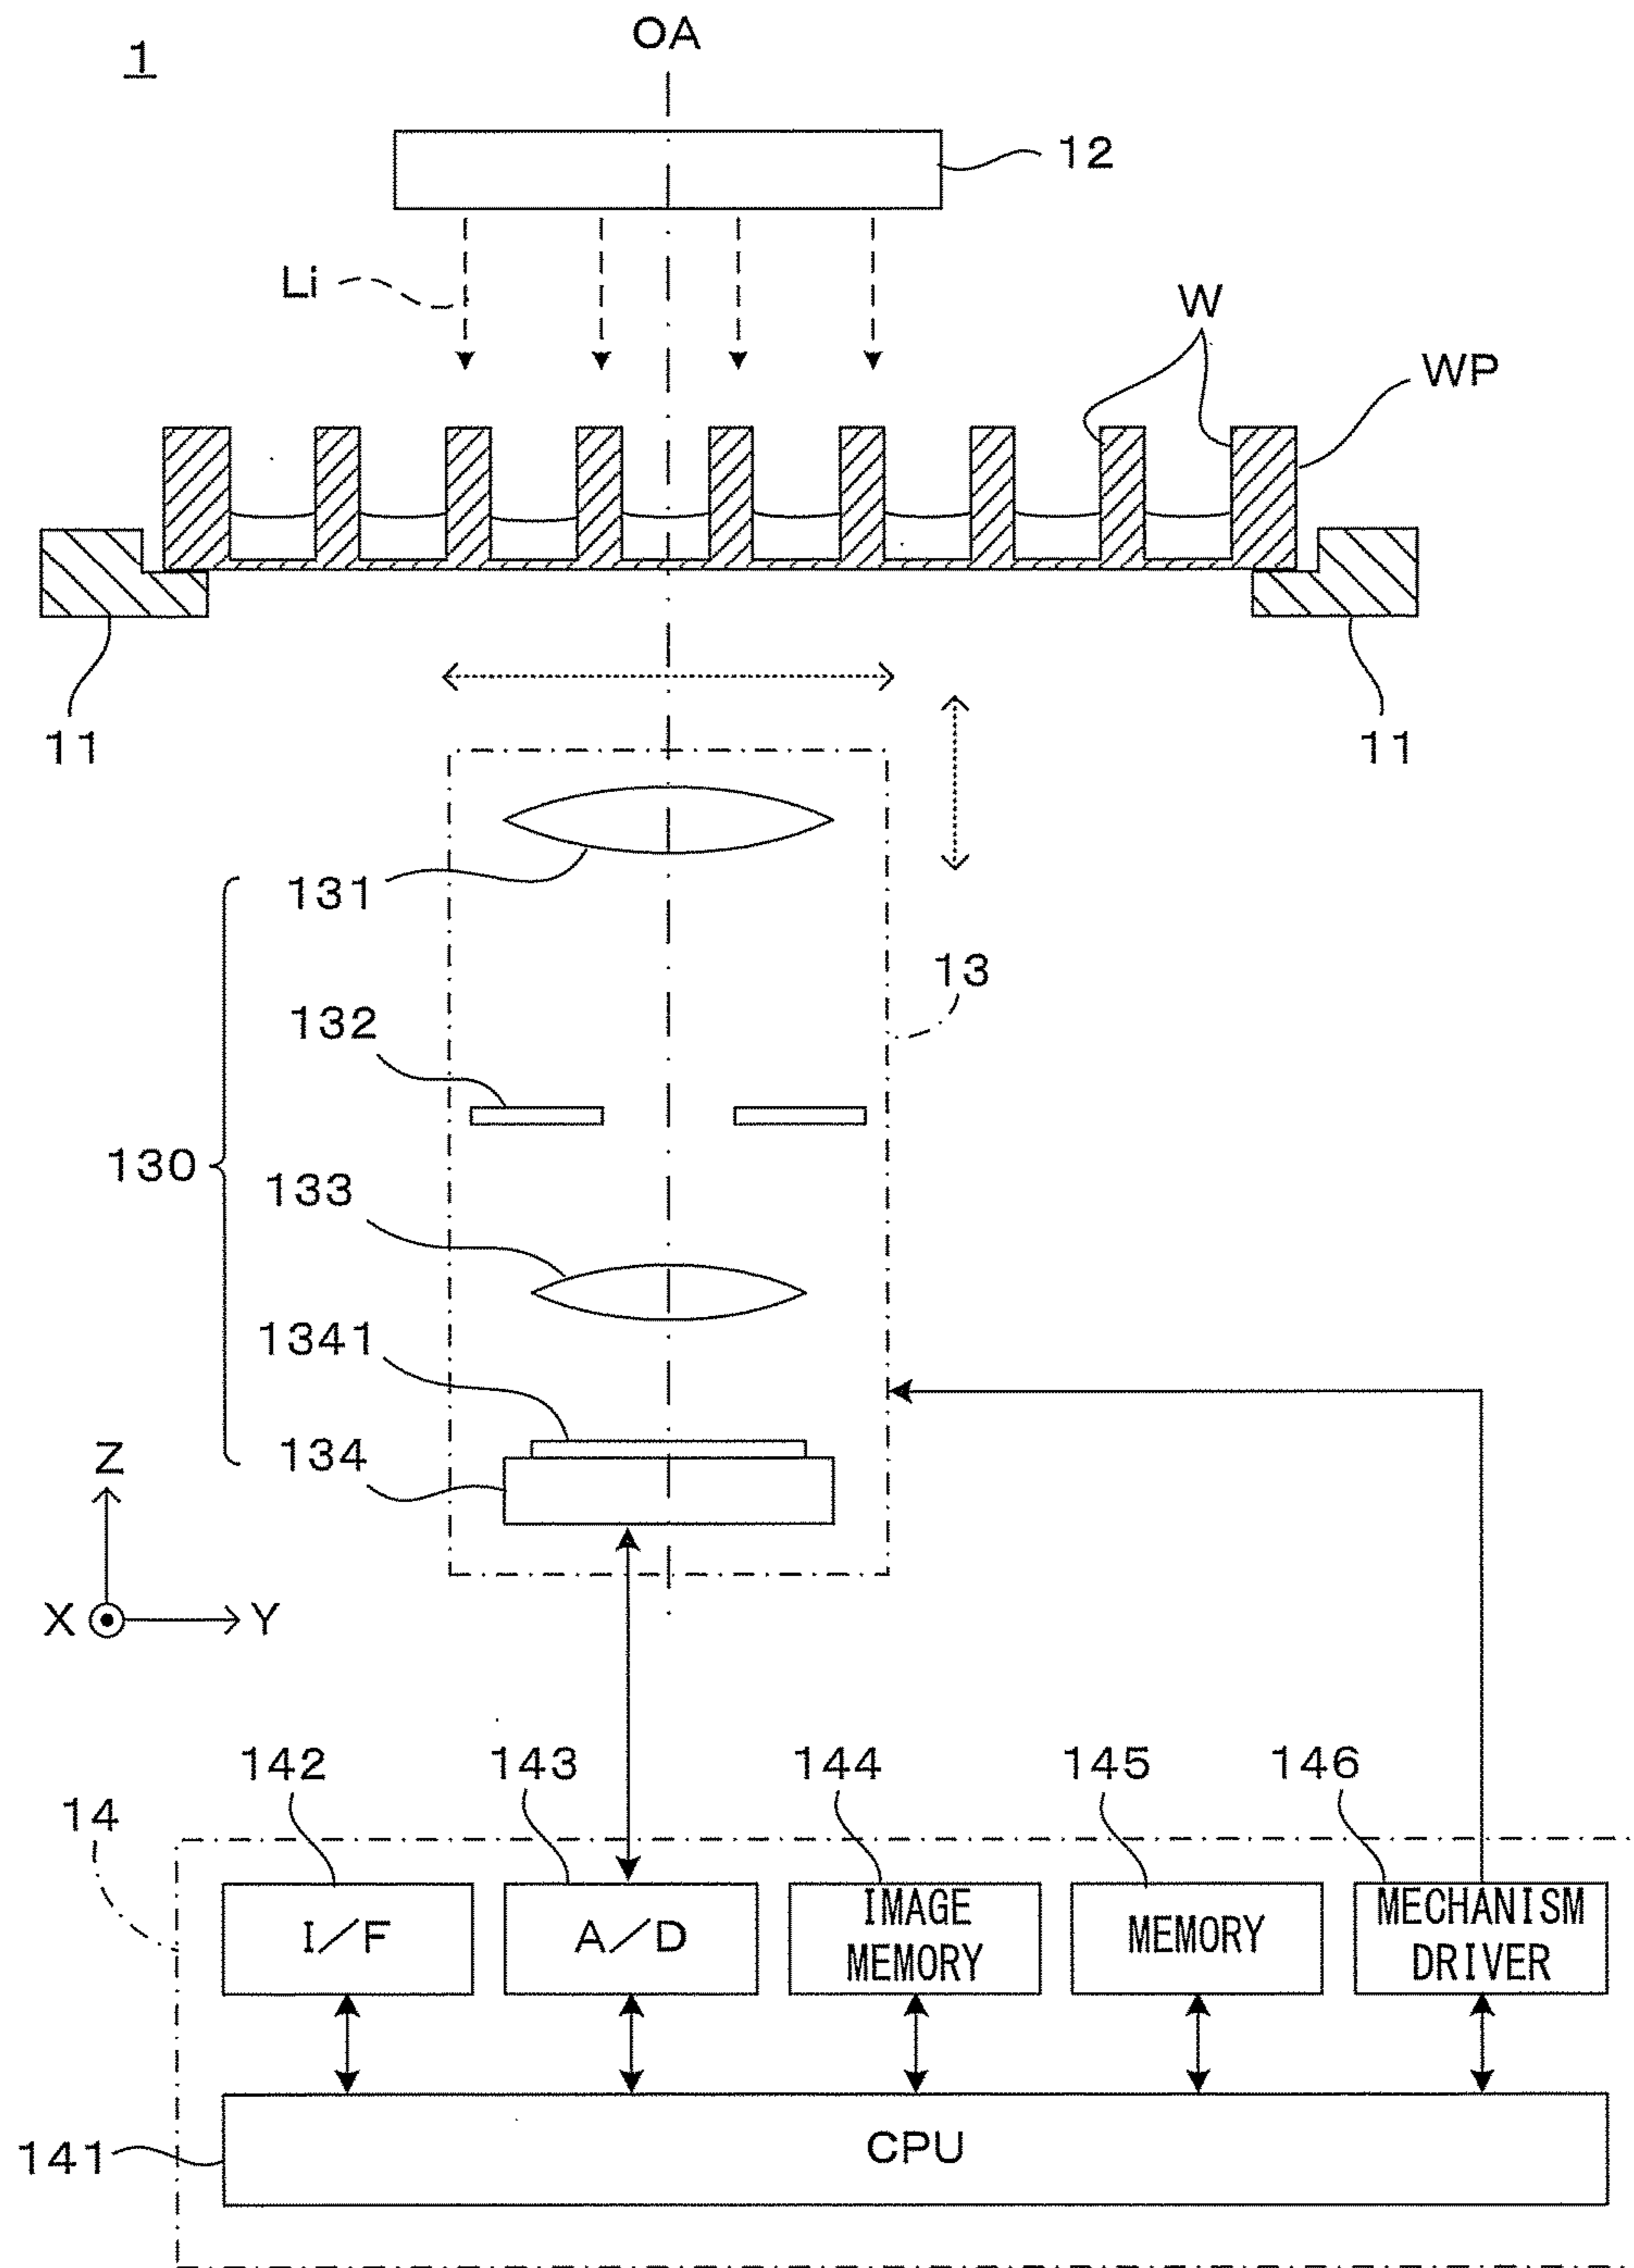 1
OA
12
Li
W
WP
11
11
131
13
132
130
133
1341
134
Z
X
Y
142
143
144
145
146
14
I/F
A/D
IMAGE
MEMORY
MEMORY
MECHANISM
DRIVER
141
CPU